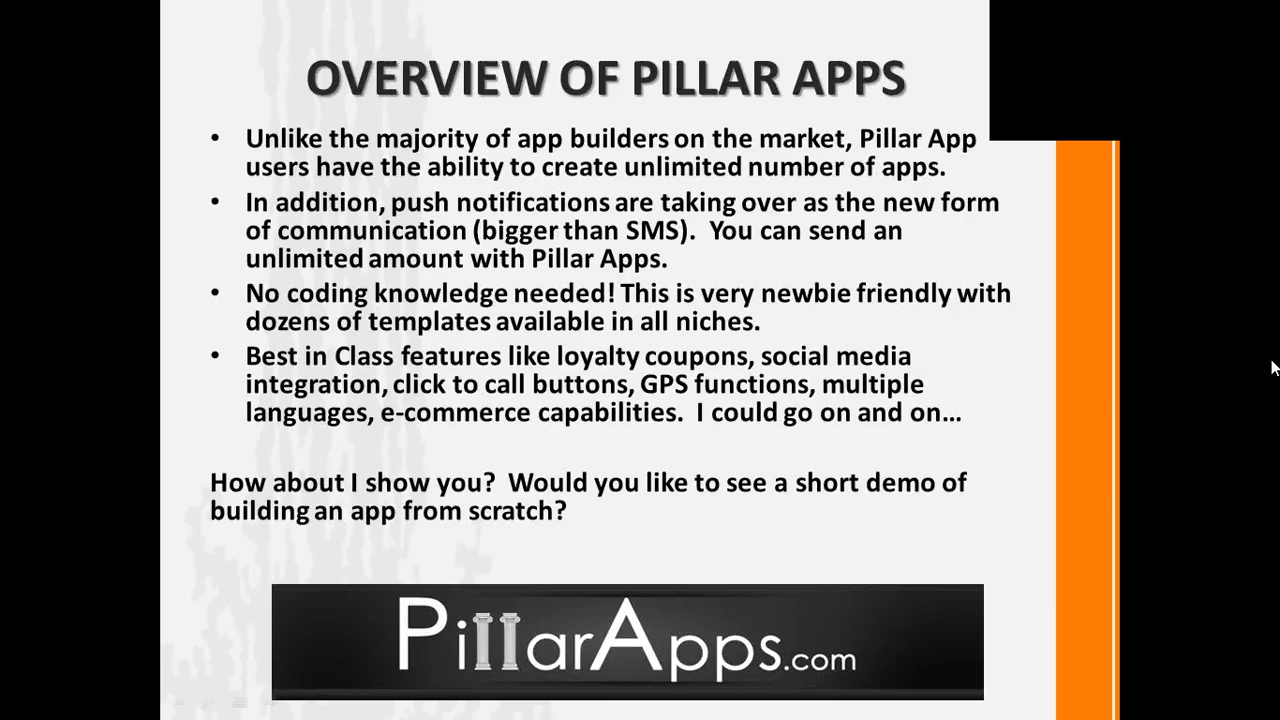 OVERVIEW OF PILLAR APPS
• Unlike the majority of app builders on the market, Pillar App
users have the ability to create unlimited number of apps.
• In addition, push notifications are taking over as the new form
of communication (bigger than SMS).  You can send an
unlimited amount with Pillar Apps.
• No coding knowledge needed! This is very newbie friendly with
dozens of templates available in all niches.
• Best in Class features like loyalty coupons, social media
integration, click to call buttons, GPS functions, multiple
languages, e-commerce capabilities.  I could go on and on…
How about I show you?  Would you like to see a short demo of
building an app from scratch?
PillarApps.com